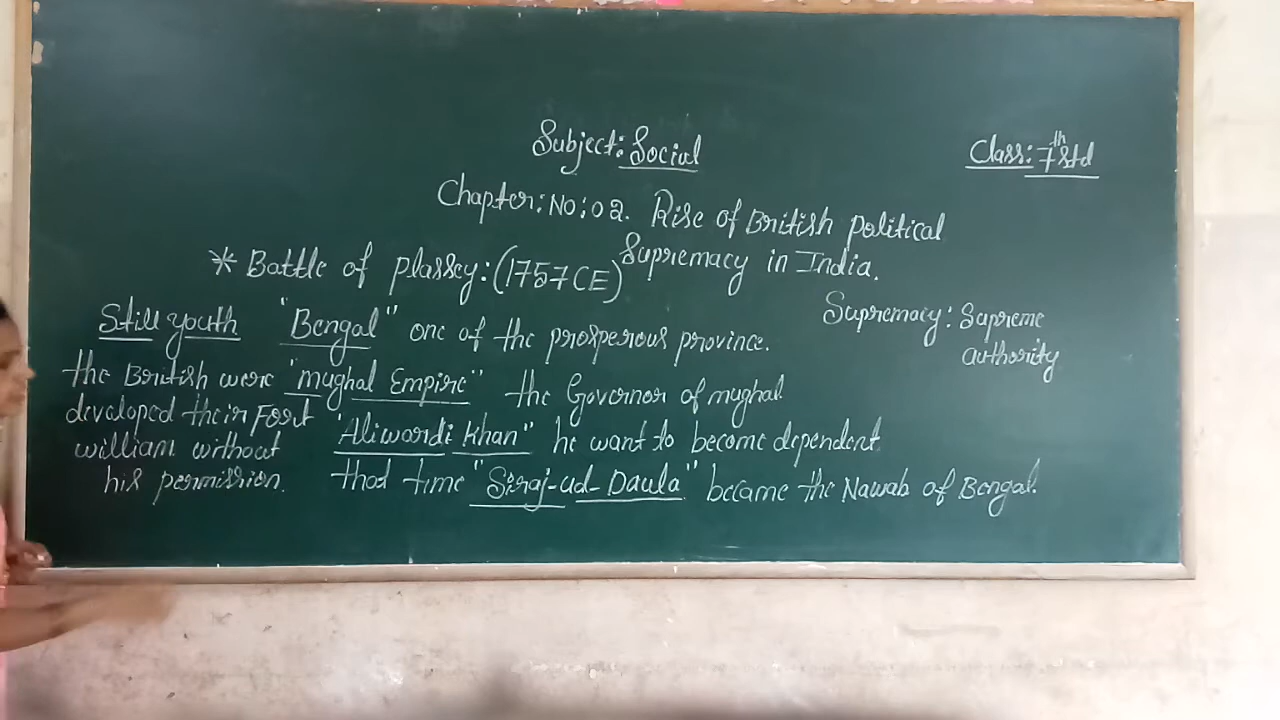 Subject: Social
Class: 7th Std
Chapter: No: 02. Rise of British Political
Supremacy in India.
* Battle of Plassey: (1757CE)
Supremacy: Supreme
authority
Still youth
the British were
developed their Fort
william without
his permission.
"Bengal" one of the prosperous province.
"mughal Empire" the Governor of mughal
"Aliwardi khan" he want to become dependent
that time "Siraj-ud-Daula" became the Nawab of Bengal.